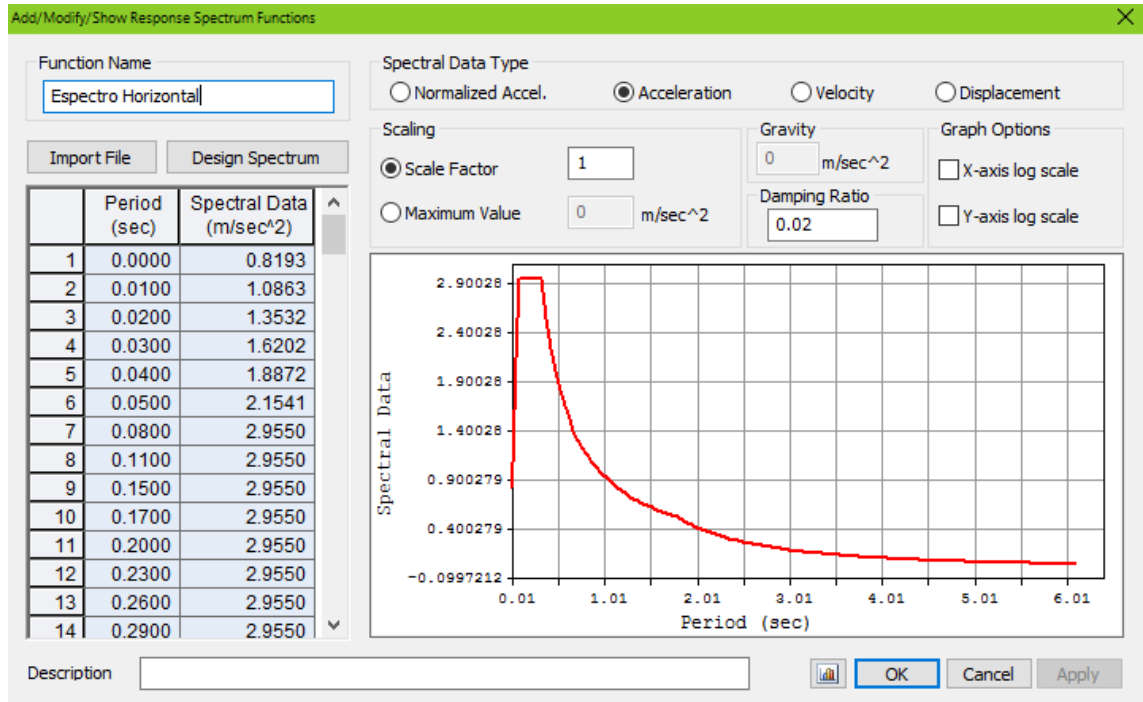 Add/Modify/Show Response Spectrum Functions
Function Name
Espectro Horizontal
Import File
Design Spectrum
Period (sec) Spectral Data (m/sec^2)
1 0.0000 0.8193
2 0.0100 1.0863
3 0.0200 1.3532
4 0.0300 1.6202
5 0.0400 1.8872
6 0.0500 2.1541
7 0.0800 2.9550
8 0.1100 2.9550
9 0.1500 2.9550
10 0.1700 2.9550
11 0.2000 2.9550
12 0.2300 2.9550
13 0.2600 2.9550
14 0.2900 2.9550
Spectral Data Type
Normalized Accel. Acceleration Velocity Displacement
Scaling
Scale Factor 1
Maximum Value 0 m/sec^2
Gravity
0 m/sec^2
Damping Ratio
0.02
Graph Options
X-axis log scale
Y-axis log scale
Spectral Data
2.90028
2.40028
1.90028
1.40028
0.900279
0.400279
-0.0997212
0.01 1.01 2.01 3.01 4.01 5.01 6.01
Period (sec)
Description
OK Cancel Apply